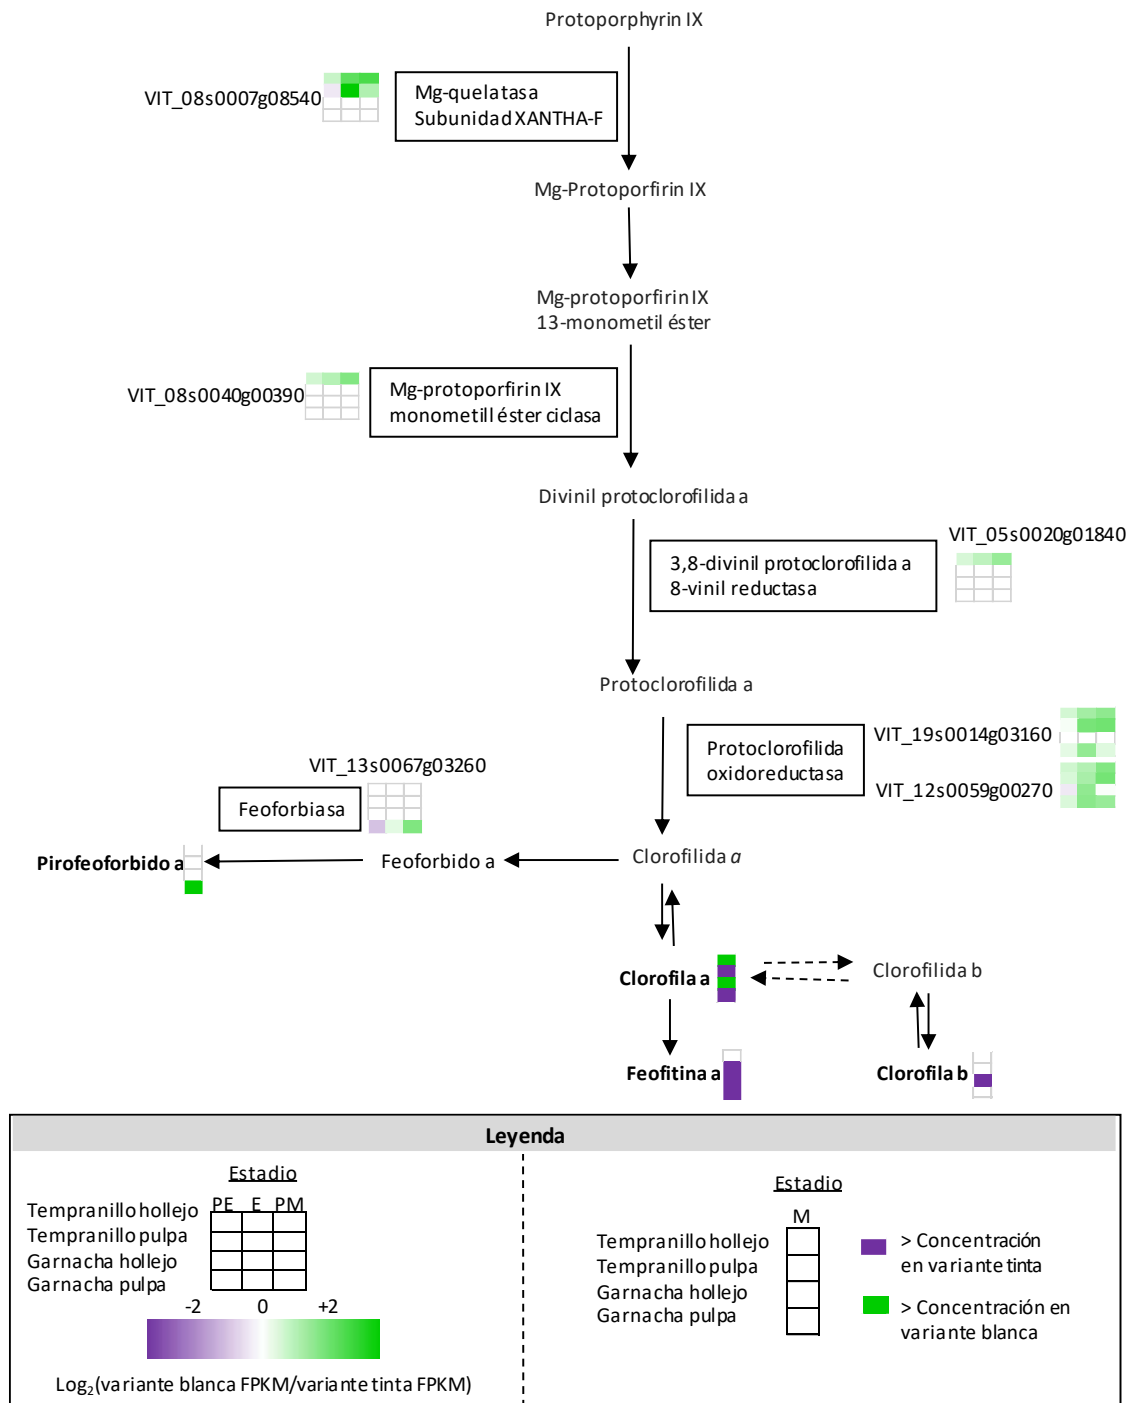 Protoporphyrin IX
VIT_08s0007g08540
Mg-quelatasa
Subunidad XANTHA-F
Mg-Protoporfirin IX
Mg-protoporfirin IX
13-monometil éster
VIT_08s0040g00390
Mg-protoporfirin IX
monometill éster ciclasa
Divinil protoclorofilida a
VIT_05s0020g01840
3,8-divinil protoclorofilida a
8-vinil reductasa
Protoclorofilida a
Protoclorofilida
oxidoreductasa
VIT_19s0014g03160
VIT_12s0059g00270
VIT_13s0067g03260
Feoforbiasa
Pirofeoforbido a
Feoforbido a
Clorofilida a
Clorofila a
Clorofilida b
Feofitina a
Clorofila b
Leyenda
Estadio
PE E PM
Tempranillo hollejo
Tempranillo pulpa
Garnacha hollejo
Garnacha pulpa
-2 0 +2
Log₂(variante blanca FPKM/variante tinta FPKM)
Estadio
M
Tempranillo hollejo
Tempranillo pulpa
Garnacha hollejo
Garnacha pulpa
> Concentración
en variante tinta
> Concentración en
variante blanca